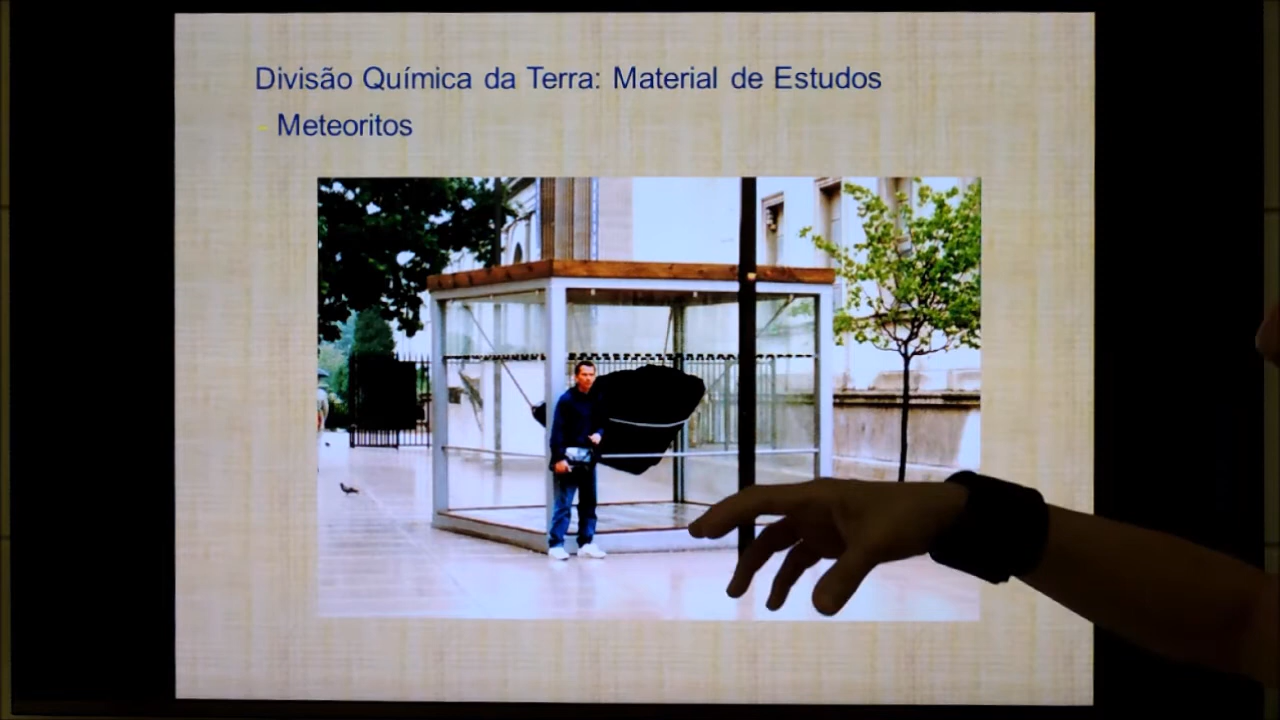 Divisão Química da Terra: Material de Estudos
- Meteoritos